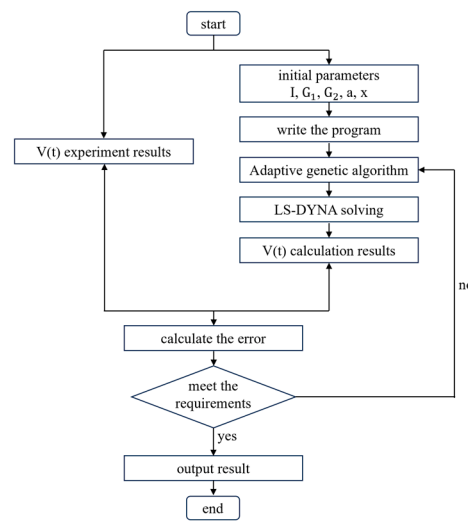 start
initial parameters
I, G₁, G₂, a, x
write the program
V(t) experiment results
Adaptive genetic algorithm
LS-DYNA solving
V(t) calculation results
no
calculate the error
meet the
requirements
yes
output result
end